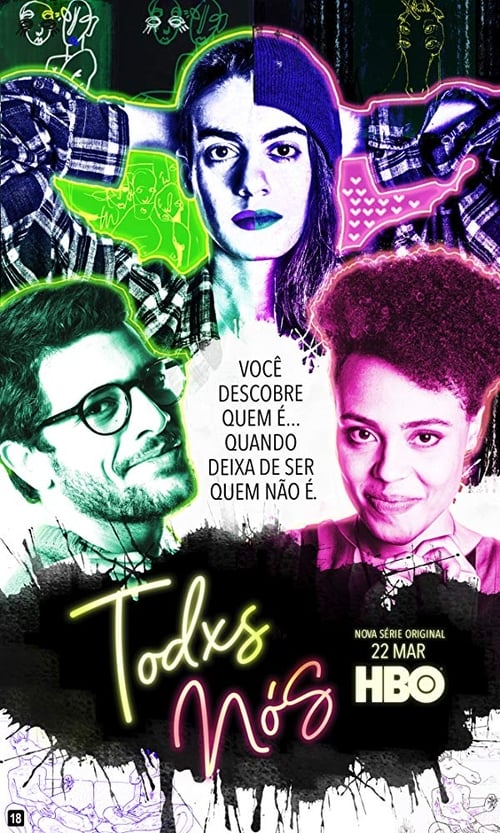 VOCÊ
DESCOBRE
QUEM É...
QUANDO
DEIXA DE SER
QUEM NÃO É.
Todxs
Nós
NOVA SÉRIE ORIGINAL
22 MAR
HBO
18